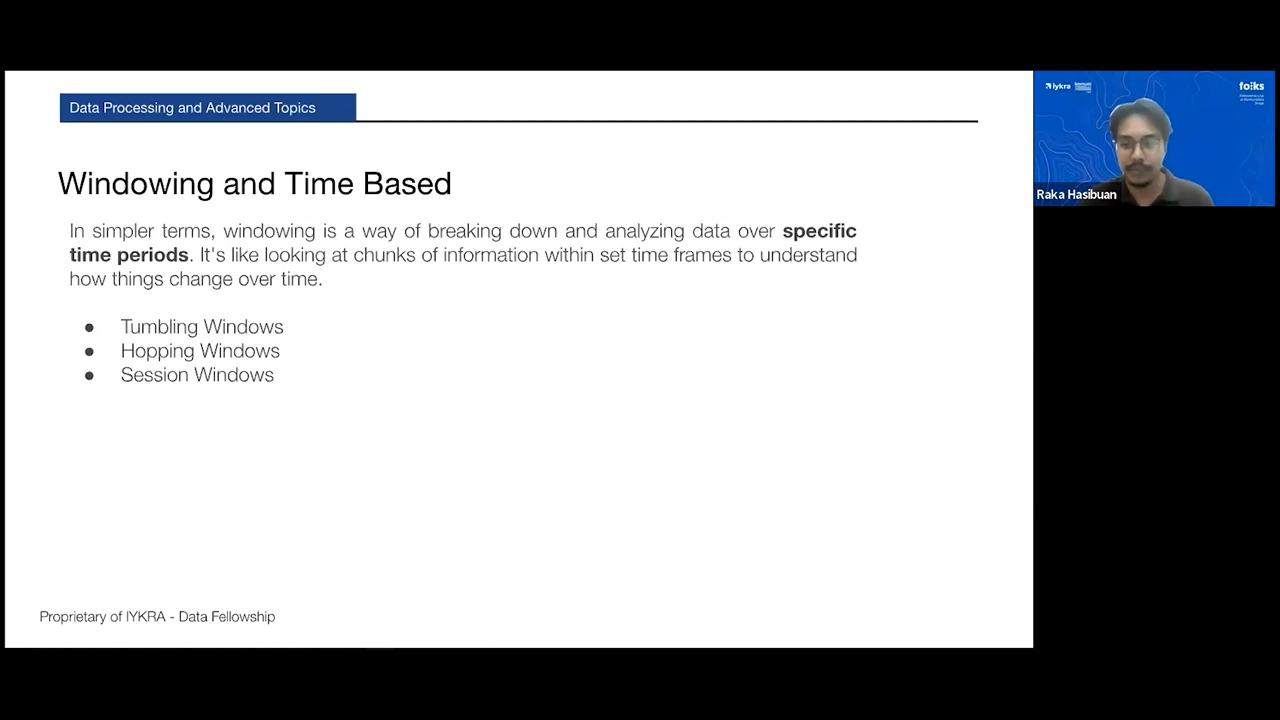 Data Processing and Advanced Topics
Windowing and Time Based
In simpler terms, windowing is a way of breaking down and analyzing data over specific
time periods. It's like looking at chunks of information within set time frames to understand
how things change over time.
● Tumbling Windows
● Hopping Windows
● Session Windows
Proprietary of IYKRA - Data Fellowship
iykra
fo:ks
Raka Hasibuan